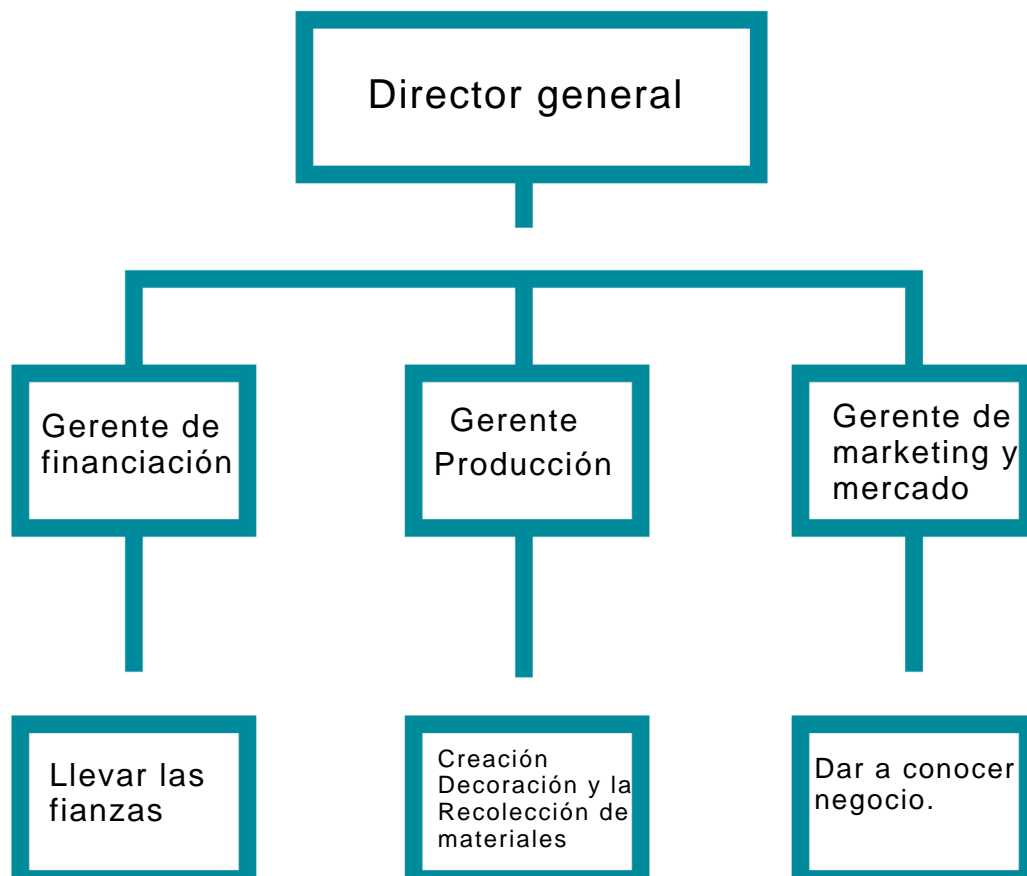 Director general
Gerente de
financiación
Gerente
Producción
Gerente de
marketing y
mercado
Llevar las
fianzas
Creación
Decoración y la
Recolección de
materiales
Dar a conocer
negocio.